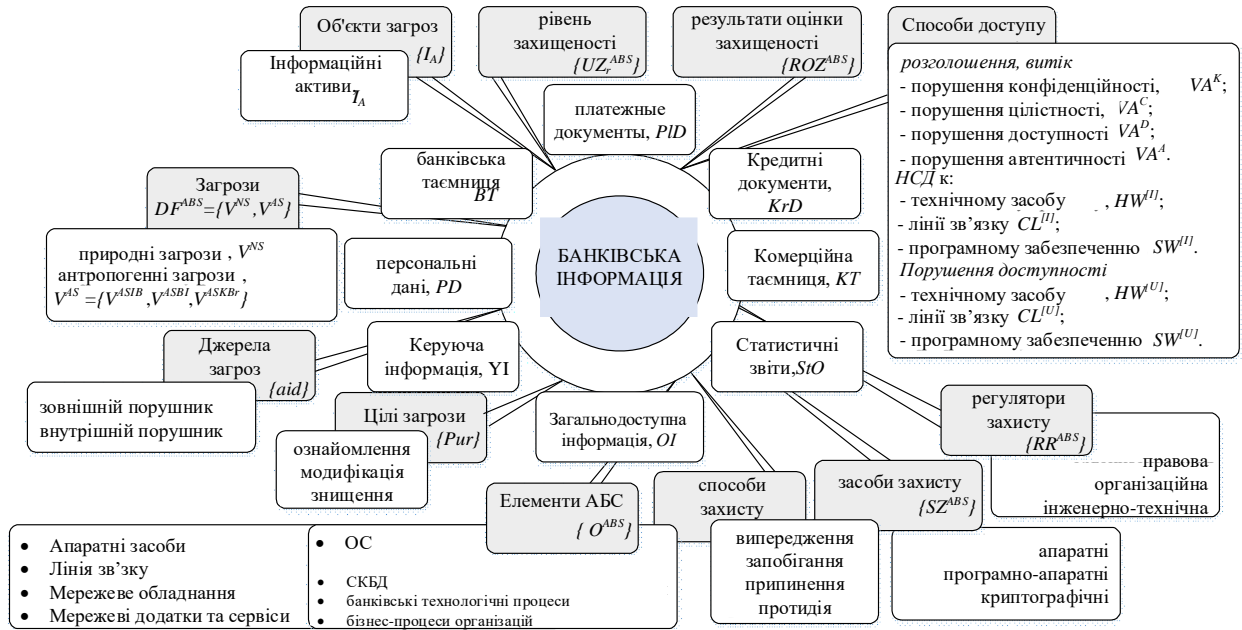 Об'єкти загроз
{I_A}
Інформаційні
активи,
I_A
рівень
захищеності
{UZ_r^ABS}
результати оцінки
захищеності
{ROZ^ABS}
Способи доступу
розголошення, витік
- порушення конфіденційності, VA^K;
- порушення цілістності, VA^C;
- порушення доступності VA^D;
- порушення автентичності VA^A.
НСД к:
- технічному засобу , HW^[I];
- лінії зв’язку CL^[I];
- програмному забезпеченню SW^[I].
Порушення доступності
- технічному засобу , HW^[U];
- лінії зв’язку CL^[U];
- програмному забезпеченню SW^[U].
платежные
документы, PlD
банківська
таємниця
BT
Кредитні
документи,
KrD
Загрози
DF^ABS={V^NS,V^AS}
природні загрози , V^NS
антропогенні загрози ,
V^AS={V^ASIB,V^ASBI,V^ASKBr}
персональні
дані, PD
БАНКІВСЬКА
ІНФОРМАЦІЯ
Комерційна
таємниця, KT
Джерела
загроз
{aid}
зовнішній порушник
внутрішній порушник
Керуюча
інформація, YI
Статистичні
звіти,StO
Цілі загрози
{Pur}
ознайомлення
модифікація
знищення
Загальнодоступна
інформація, OI
регулятори
захисту
{RR^ABS}
правова
організаційна
інженерно-технічна
Елементи АБС
{ O^ABS}
способи
захисту
засоби захисту
{SZ^ABS}
• Апаратні засоби
• Лінія зв’зку
• Мережеве обладнання
• Мережеві додатки та сервіси
• ОС
• СКБД
• банківські технологічні процеси
• бізнес-процеси організацій
випередження
запобігання
припинення
протидія
апаратні
програмно-апаратні
криптографічні